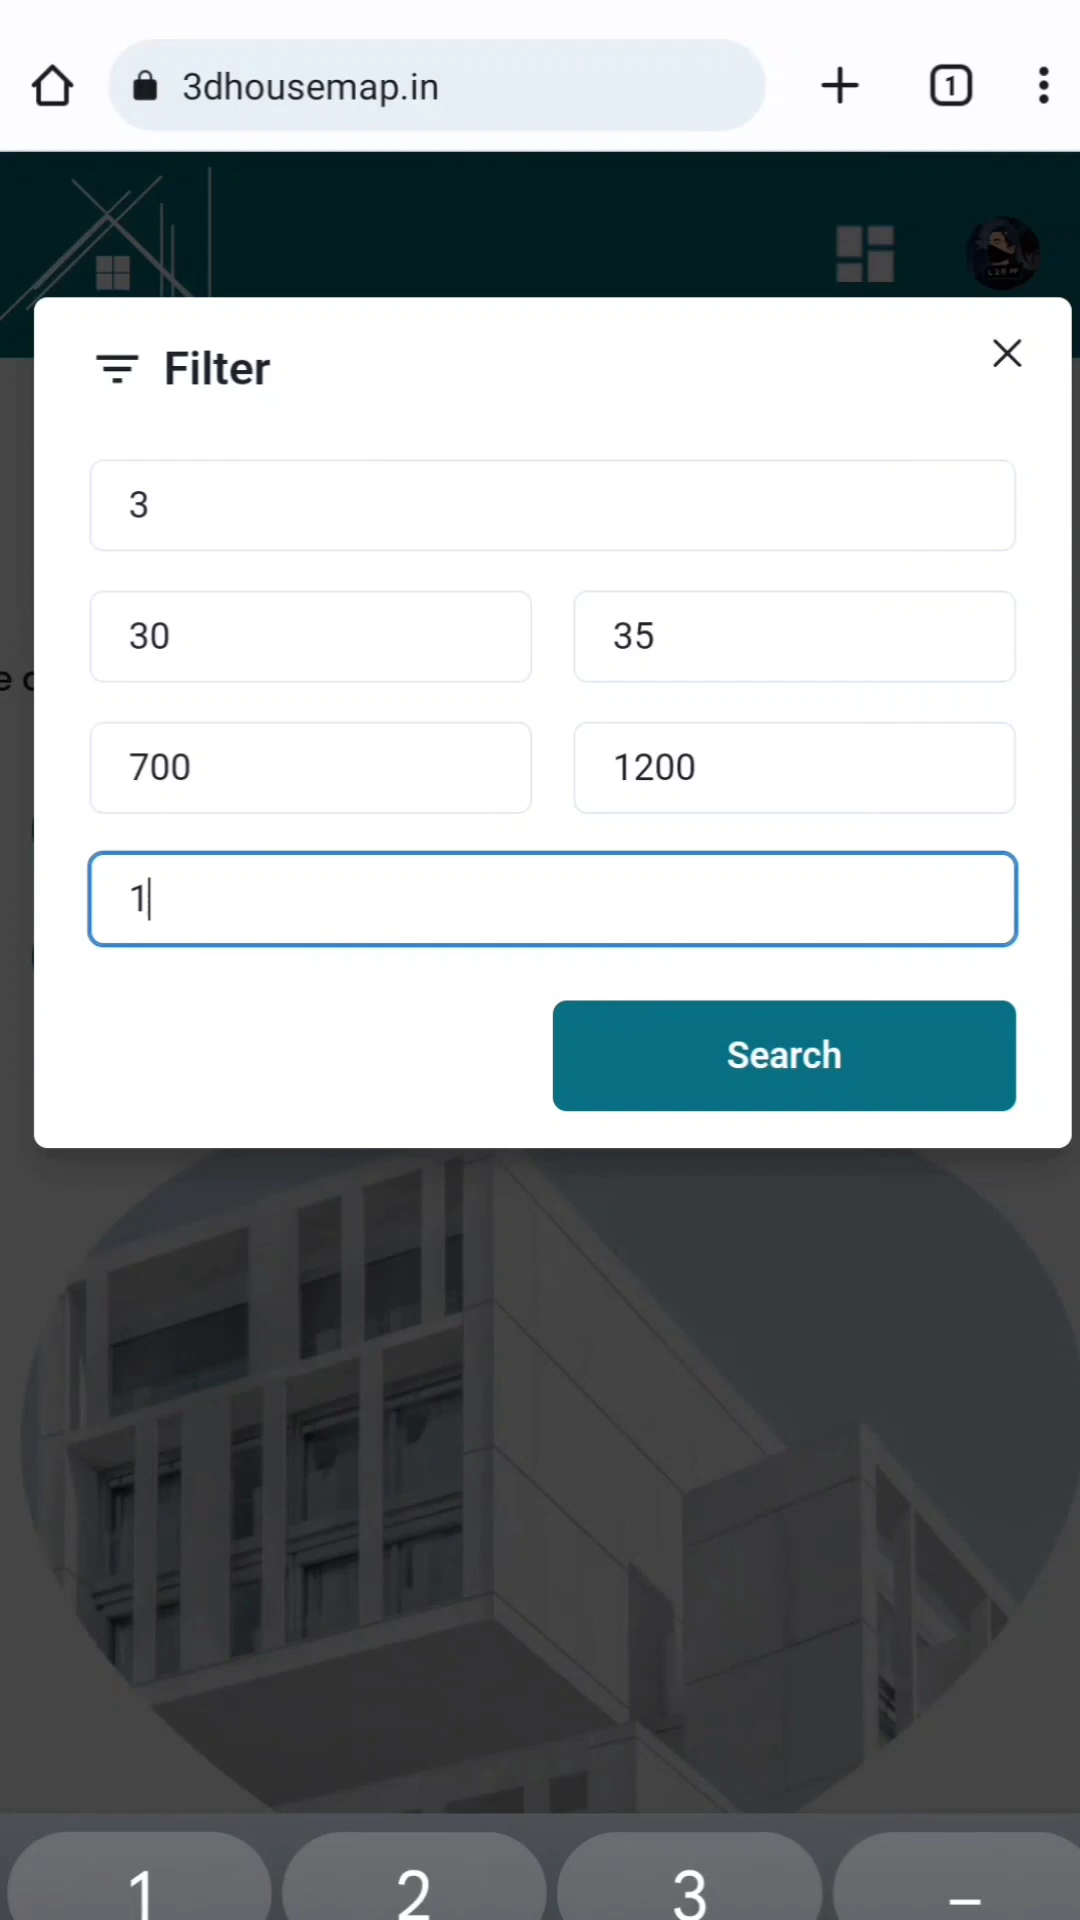 3dhousemap.in
1
Filter
3
30 35
700 1200
1
Search
1 2 3 –